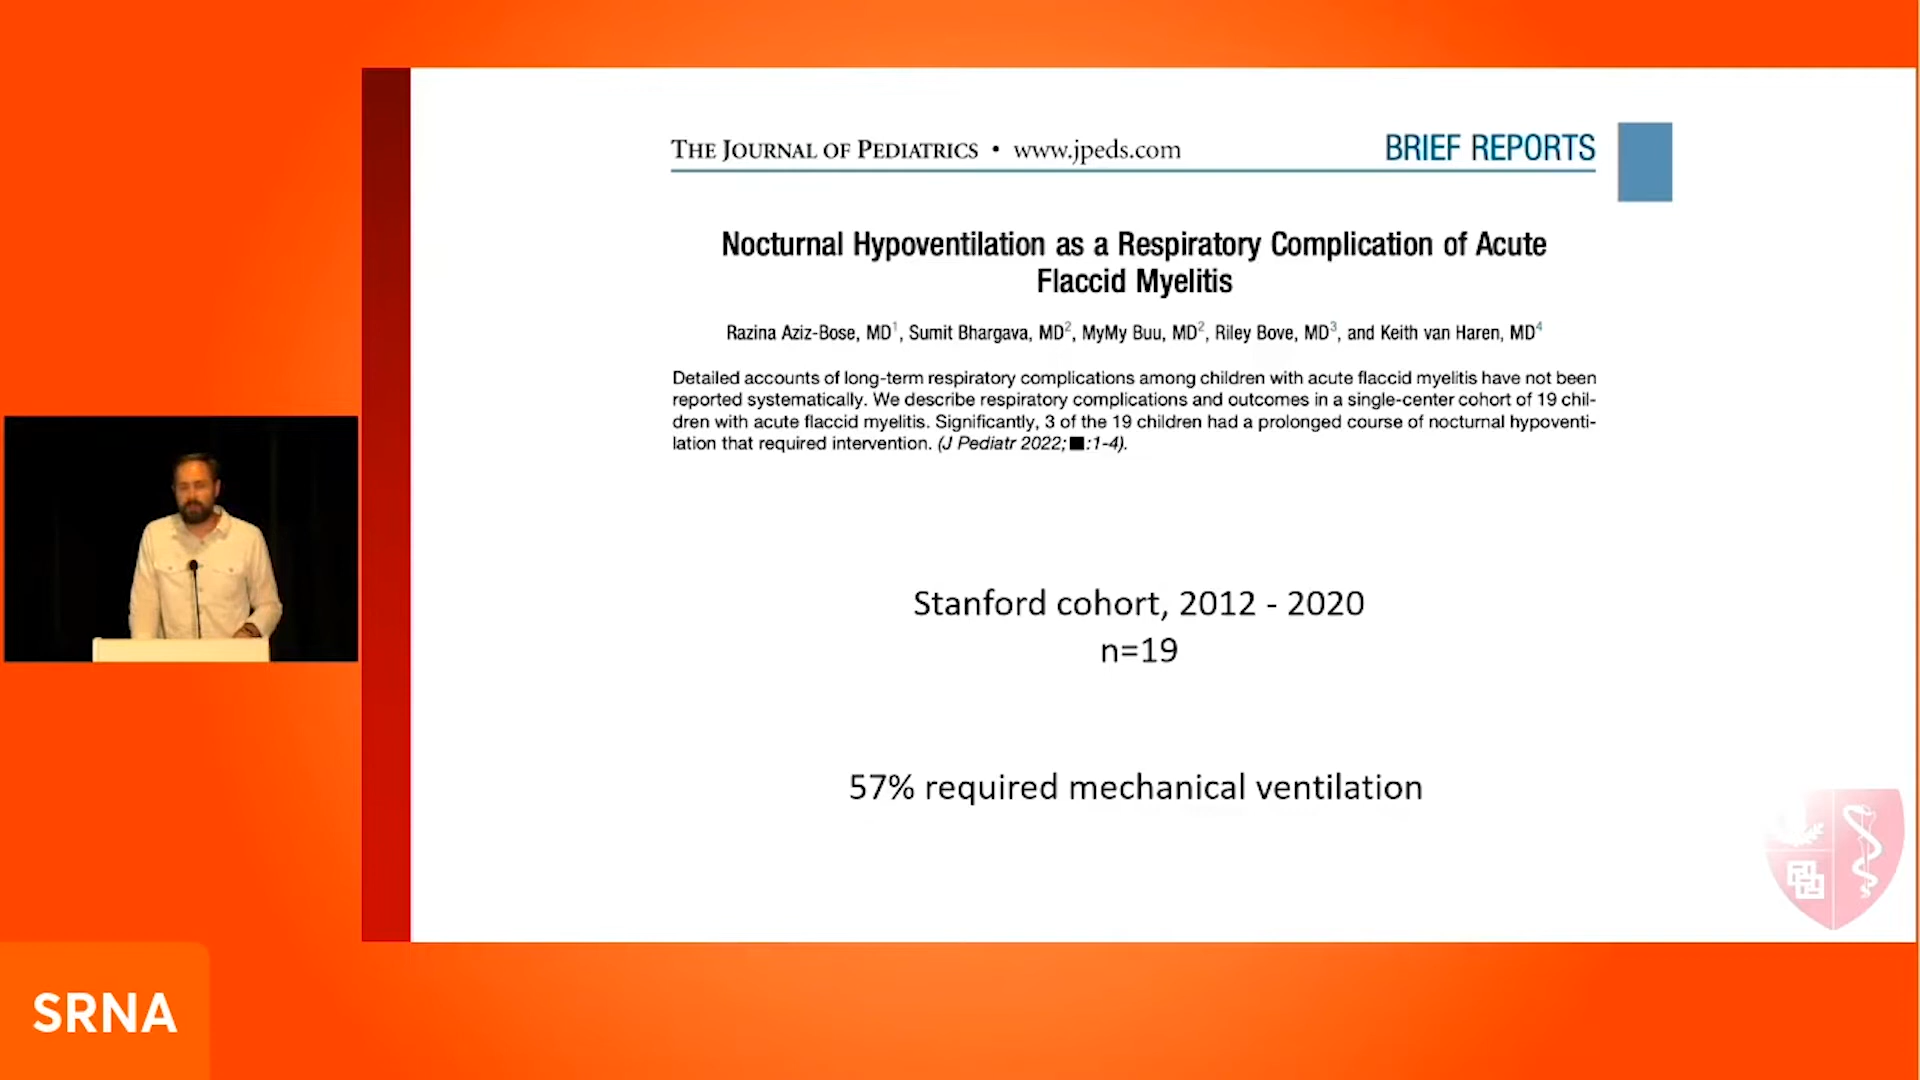 THE JOURNAL OF PEDIATRICS • www.jpeds.com
BRIEF REPORTS
Nocturnal Hypoventilation as a Respiratory Complication of Acute
Flaccid Myelitis
Razina Aziz-Bose, MD1, Sumit Bhargava, MD2, MyMy Buu, MD2, Riley Bove, MD3, and Keith van Haren, MD4
Detailed accounts of long-term respiratory complications among children with acute flaccid myelitis have not been
reported systematically. We describe respiratory complications and outcomes in a single-center cohort of 19 chil-
dren with acute flaccid myelitis. Significantly, 3 of the 19 children had a prolonged course of nocturnal hypoventi-
lation that required intervention. (J Pediatr 2022;■:1-4).
Stanford cohort, 2012 - 2020
n=19
57% required mechanical ventilation
SRNA